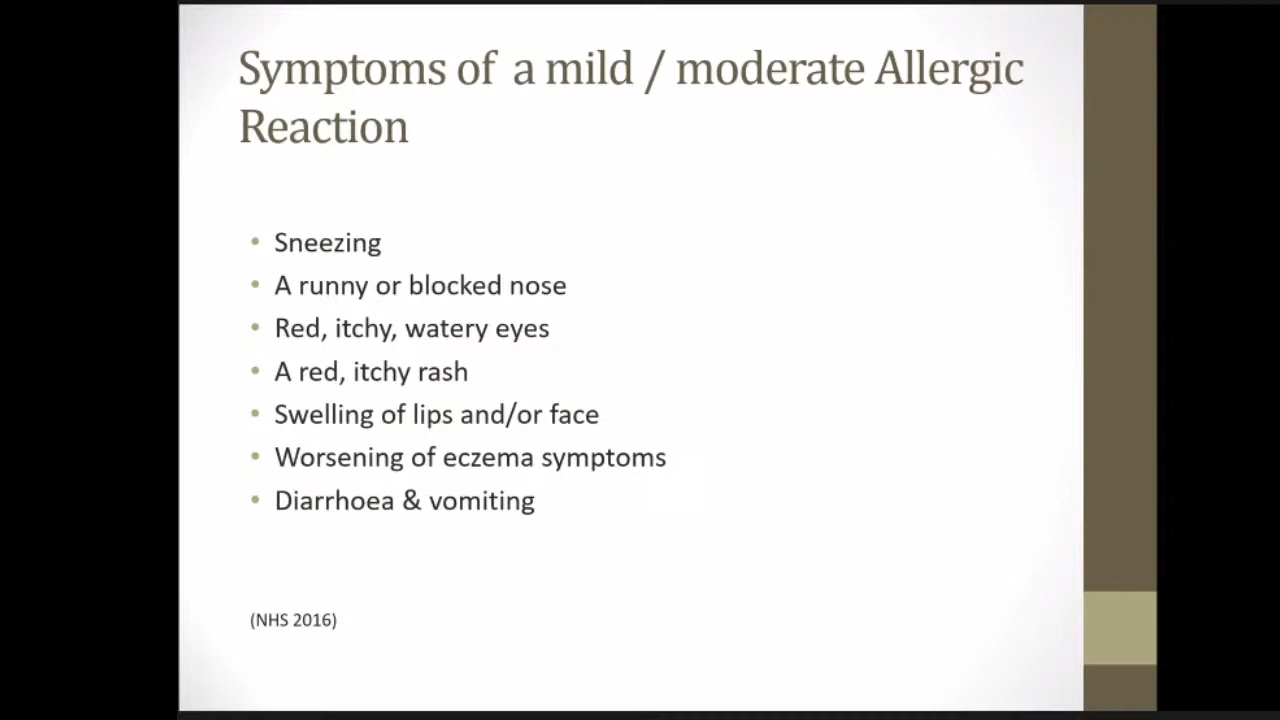 Symptoms of a mild / moderate Allergic
Reaction
• Sneezing
• A runny or blocked nose
• Red, itchy, watery eyes
• A red, itchy rash
• Swelling of lips and/or face
• Worsening of eczema symptoms
• Diarrhoea & vomiting
(NHS 2016)